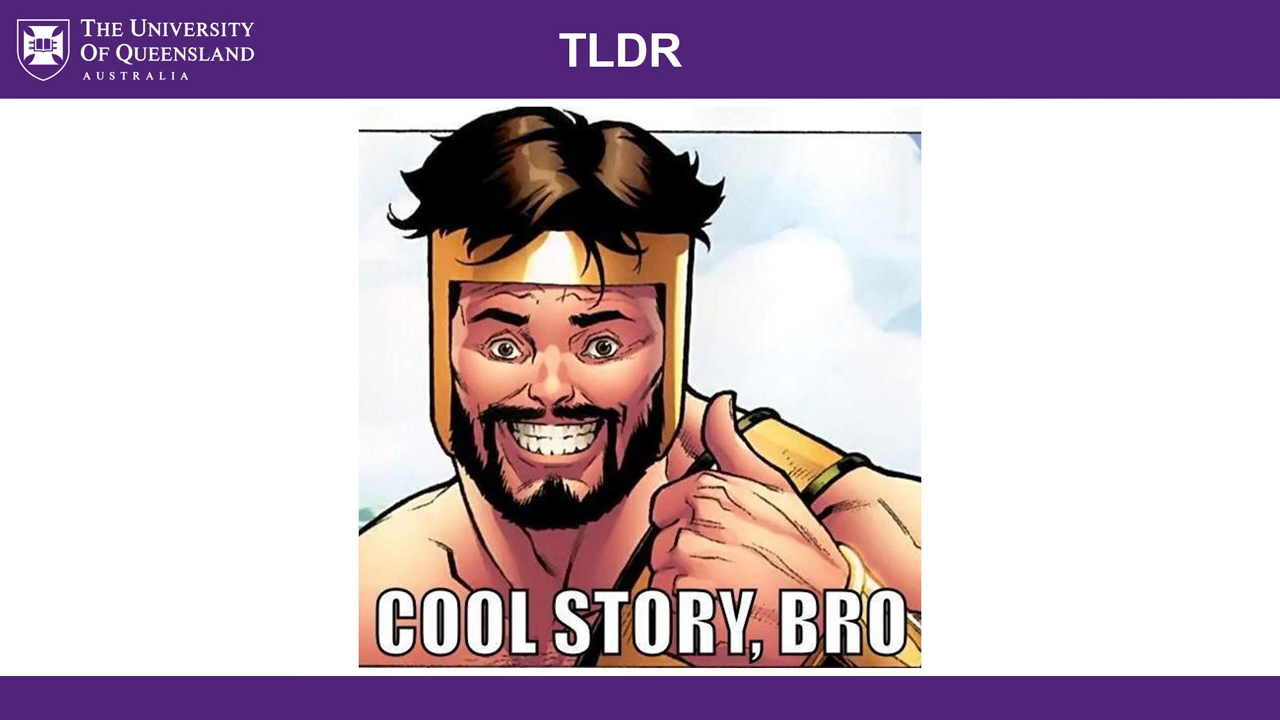 THE UNIVERSITY
OF QUEENSLAND
AUSTRALIA
TLDR
COOL STORY, BRO